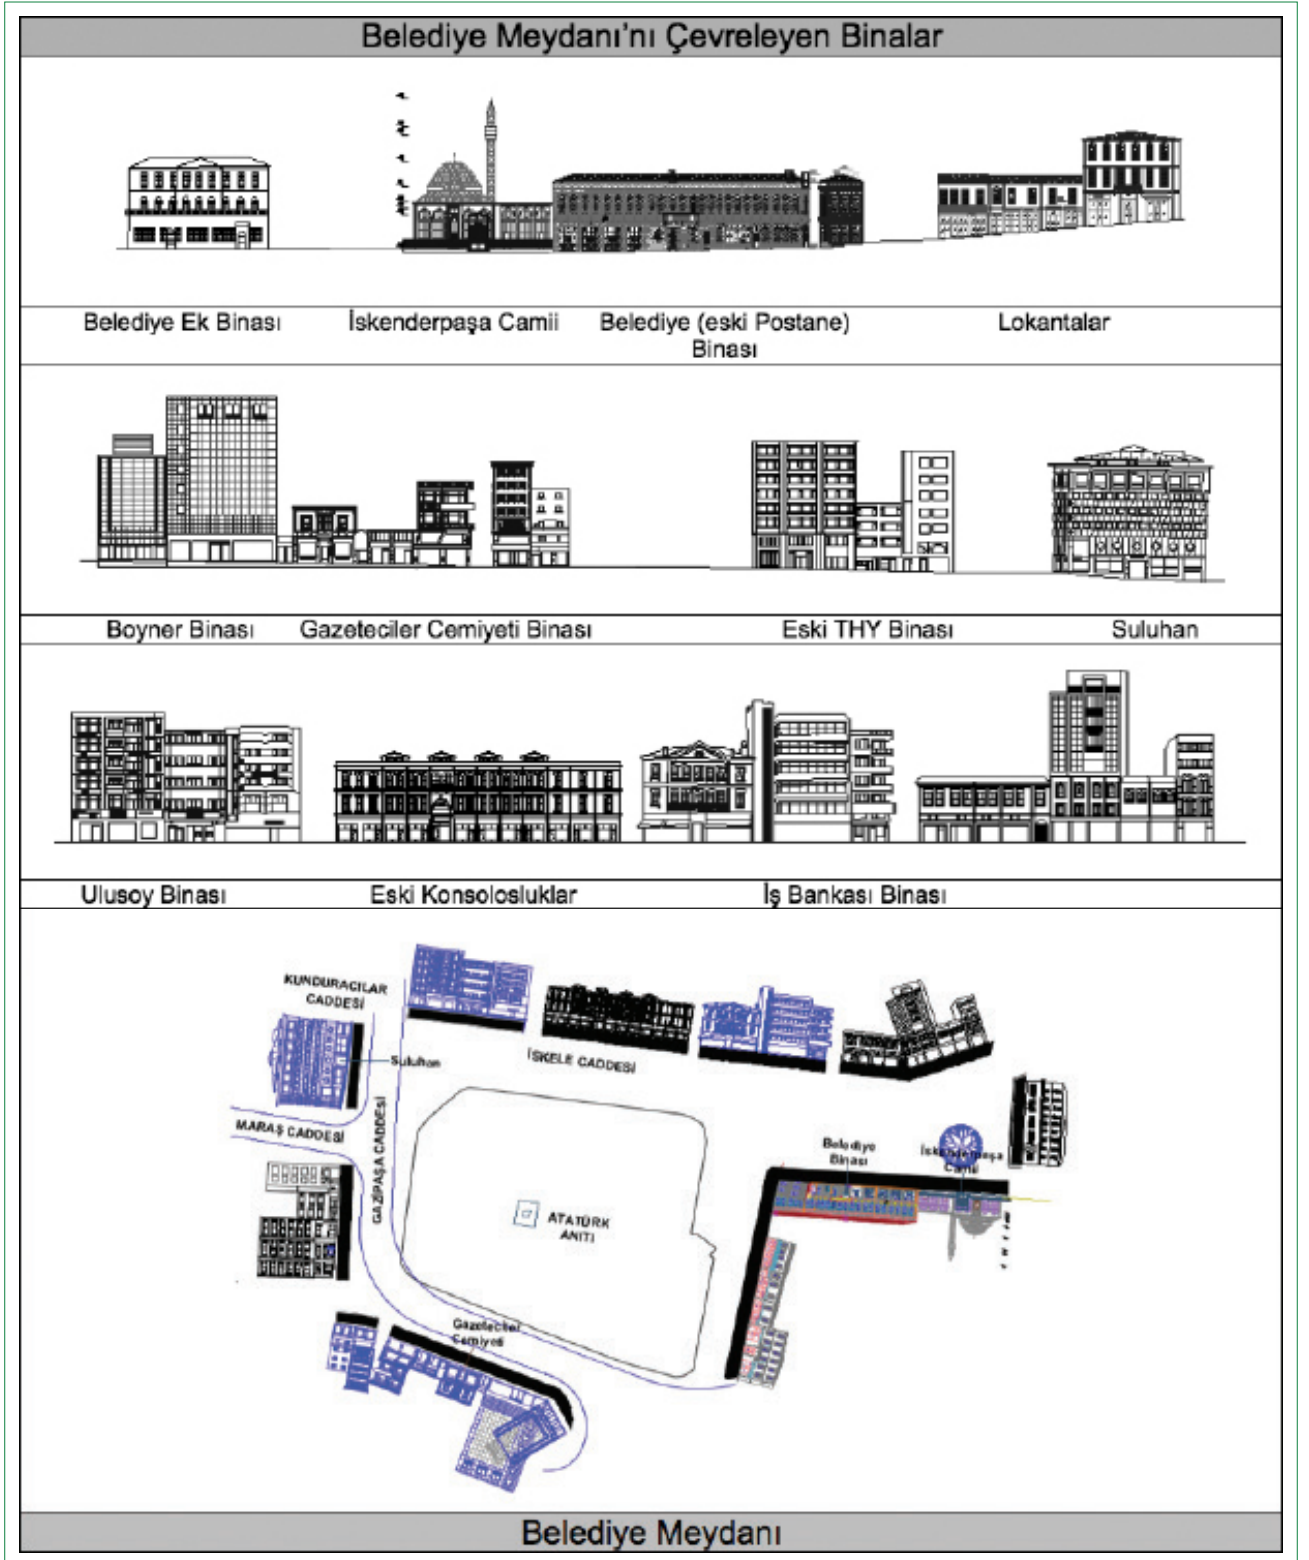 Belediye Meydanı'nı Çevreleyen Binalar
Belediye Ek Binası İskenderpaşa Camii Belediye (eski Postane) Binası Lokantalar
Boyner Binası Gazeteciler Cemiyeti Binası Eski THY Binası Suluhan
Ulusoy Binası Eski Konsolosluklar İş Bankası Binası
KUNDURACILAR
CADDESİ
Suluhan
İSKELE CADDESİ
MARAŞ CADDESİ
GAZİPAŞA CADDESİ
Belediye
Binası
İskenderpaşa
Camii
ATATÜRK
ANITI
Gazeteciler
Cemiyeti
Belediye Meydanı